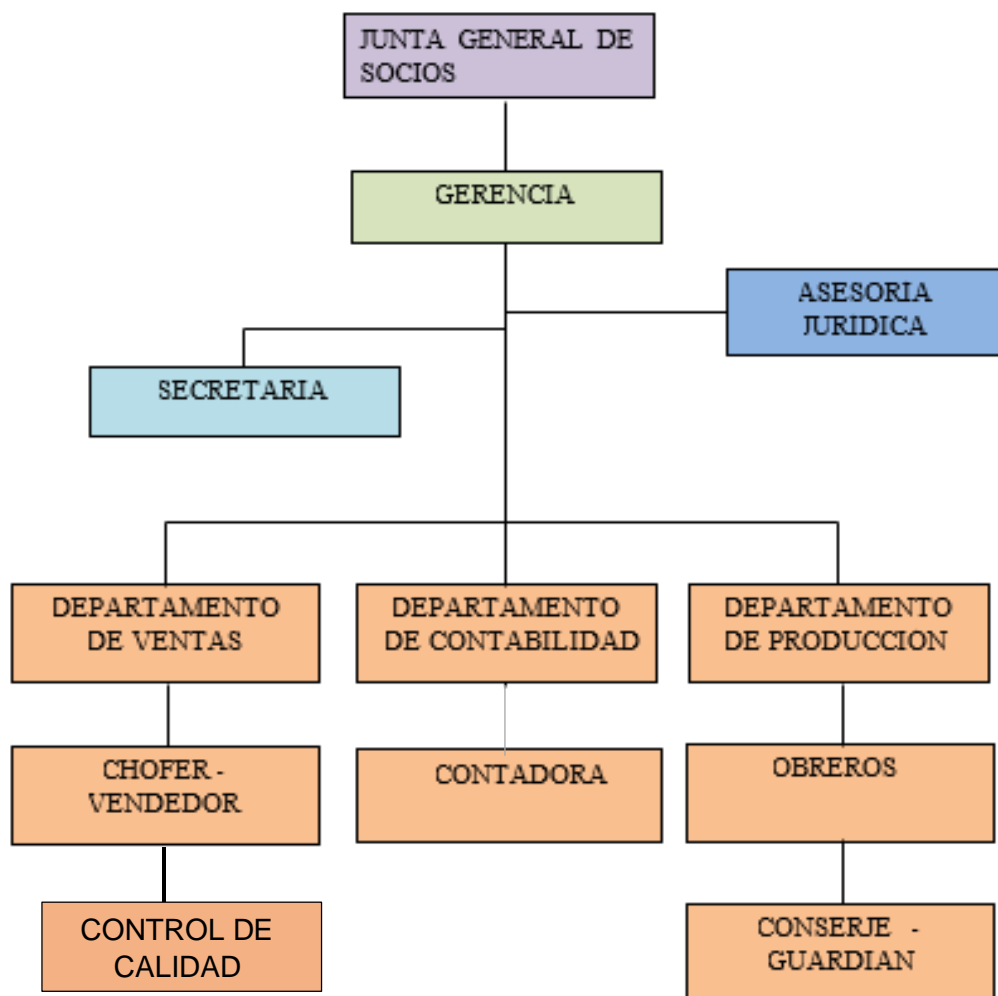 JUNTA GENERAL DE
SOCIOS
GERENCIA
ASESORIA
JURIDICA
SECRETARIA
DEPARTAMENTO
DE VENTAS
DEPARTAMENTO
DE CONTABILIDAD
DEPARTAMENTO
DE PRODUCCION
CHOFER -
VENDEDOR
CONTADORA
OBREROS
CONTROL DE
CALIDAD
CONSERJE -
GUARDIAN